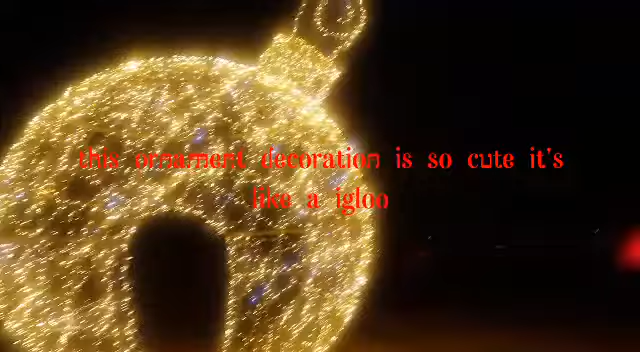 this ornament decoration is so cute it's
like a igloo